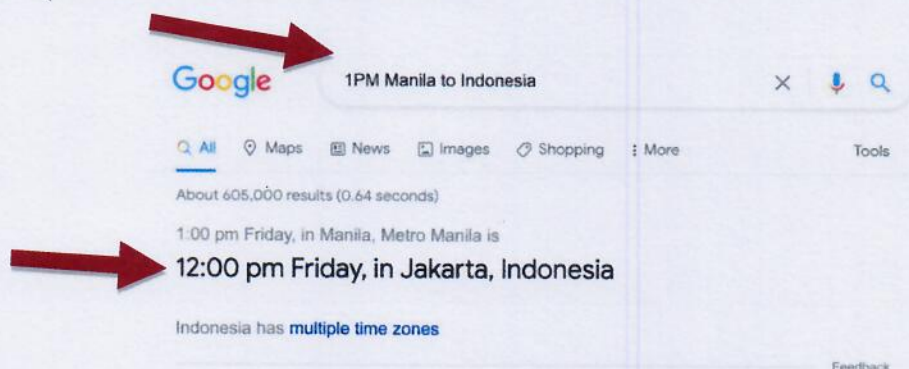 Google 1PM Manila to Indonesia
All Maps News Images Shopping More Tools
About 605,000 results (0.64 seconds)
1:00 pm Friday, in Manila, Metro Manila is
12:00 pm Friday, in Jakarta, Indonesia
Indonesia has multiple time zones
Feedback